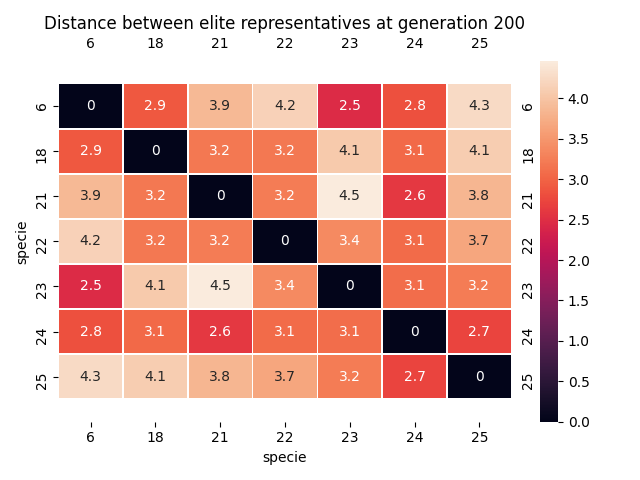 Distance between elite representatives at generation 200
6 18 21 22 23 24 25
6 0 2.9 3.9 4.2 2.5 2.8 4.3 6
18 2.9 0 3.2 3.2 4.1 3.1 4.1 18
21 3.9 3.2 0 3.2 4.5 2.6 3.8 21
22 4.2 3.2 3.2 0 3.4 3.1 3.7 22
23 2.5 4.1 4.5 3.4 0 3.1 3.2 23
24 2.8 3.1 2.6 3.1 3.1 0 2.7 24
25 4.3 4.1 3.8 3.7 3.2 2.7 0 25
6 18 21 22 23 24 25
specie
specie
4.0
3.5
3.0
2.5
2.0
1.5
1.0
0.5
0.0